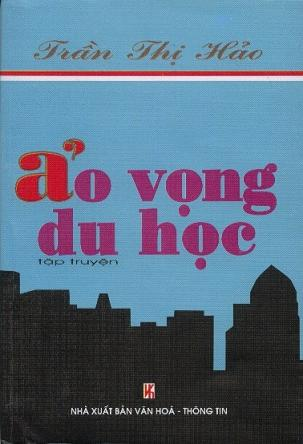 Trần Thị Hảo
ảo vọng
du học
tập truyện
NHÀ XUẤT BẢN VĂN HOÁ - THÔNG TIN